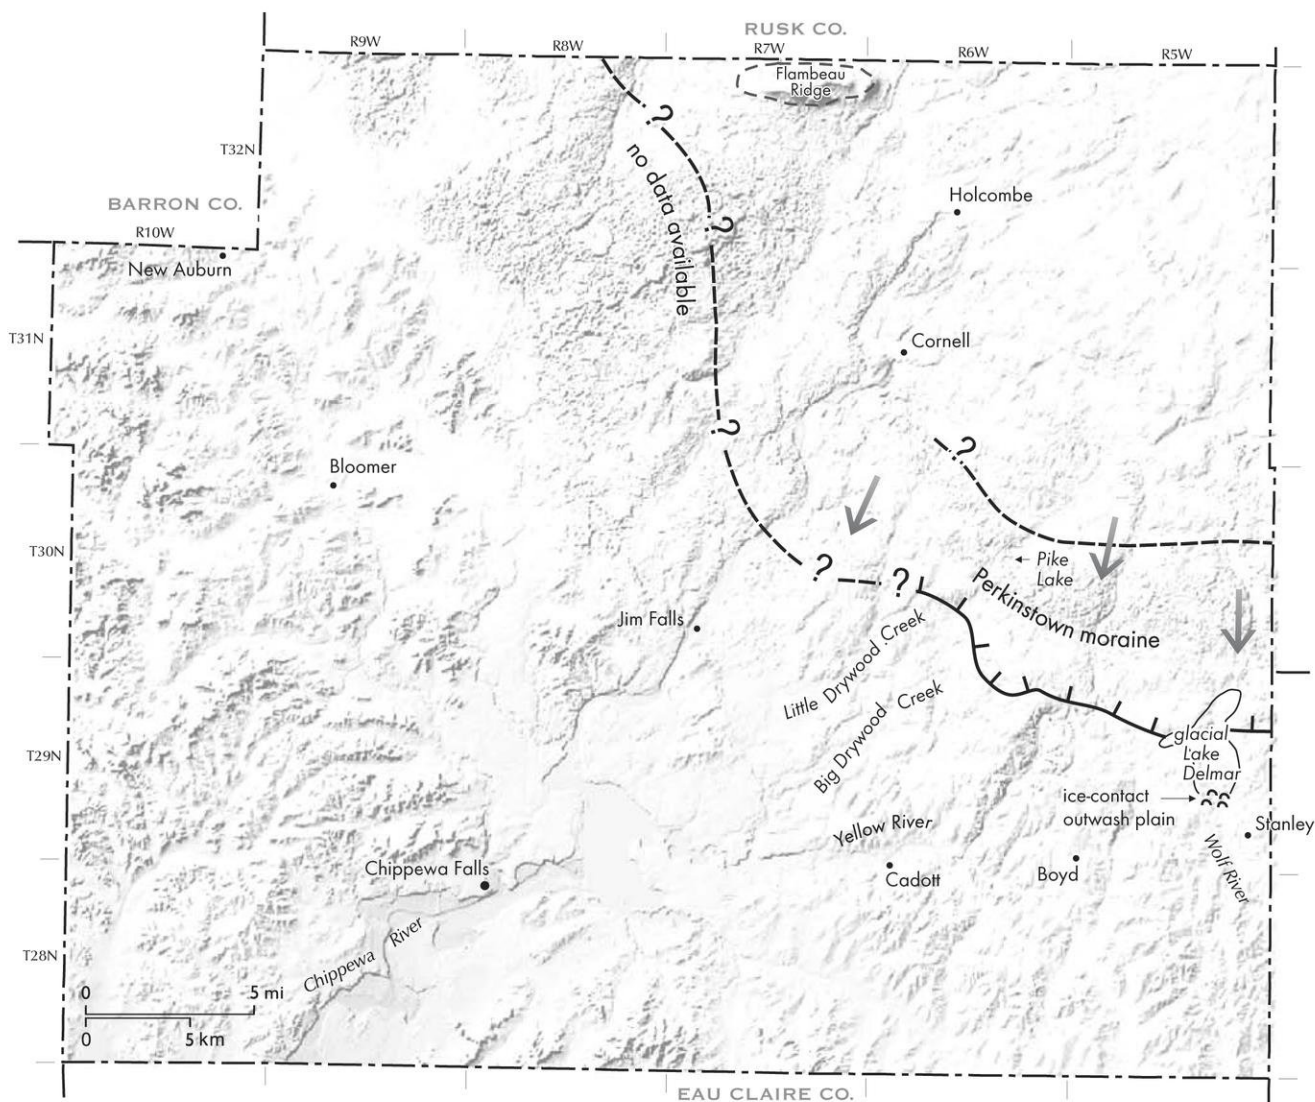 RUSK CO.
R9W
R8W
R7W
R6W
R5W
Flambeau
Ridge
?
T32N
no data available
Holcombe
BARRON CO.
?
R10W
New Auburn
T31N
Cornell
?
?
Bloomer
T30N
Pike
Lake
?
?
Perkinstown moraine
Jim Falls
Little Drywood Creek
Big Drywood Creek
glacial
Lake
Delmar
T29N
ice-contact
outwash plain
Stanley
Yellow River
Wolf River
Chippewa Falls
Cadott
Boyd
Chippewa River
T28N
0 5 mi
0 5 km
EAU CLAIRE CO.